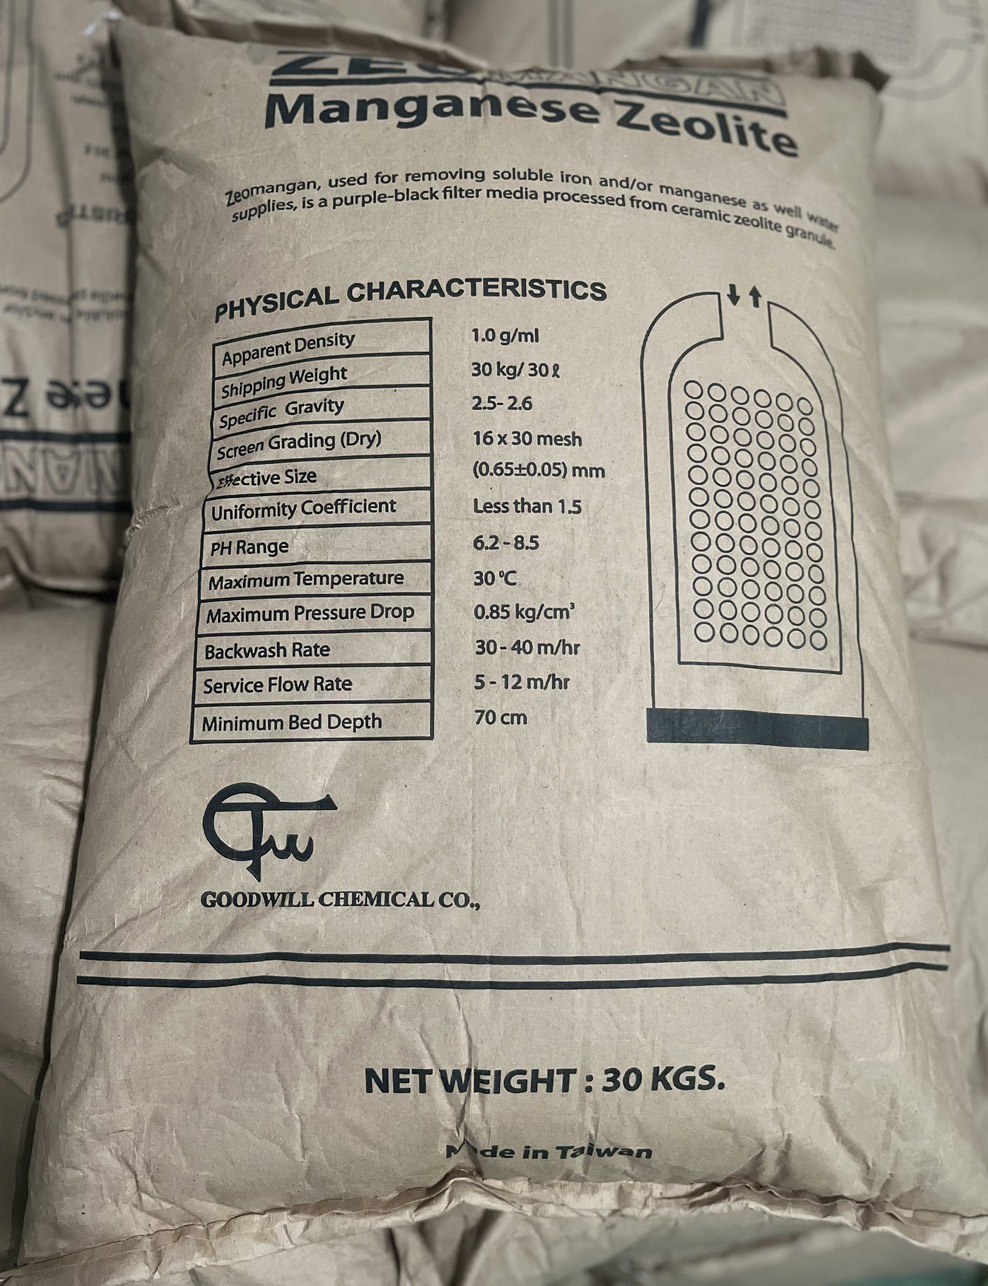 ZEOMANGAN
Manganese Zeolite
Zeomangan, used for removing soluble iron and/or manganese as well water
supplies, is a purple-black filter media processed from ceramic zeolite granule.
PHYSICAL CHARACTERISTICS
Apparent Density 1.0 g/ml
Shipping Weight 30 kg/ 30 ℓ
Specific Gravity 2.5- 2.6
Screen Grading (Dry) 16 x 30 mesh
Effective Size (0.65±0.05) mm
Uniformity Coefficient Less than 1.5
PH Range 6.2 - 8.5
Maximum Temperature 30 °C
Maximum Pressure Drop 0.85 kg/cm³
Backwash Rate 30 - 40 m/hr
Service Flow Rate 5 - 12 m/hr
Minimum Bed Depth 70 cm
GOODWILL CHEMICAL CO.,
NET WEIGHT : 30 KGS.
Made in Taiwan